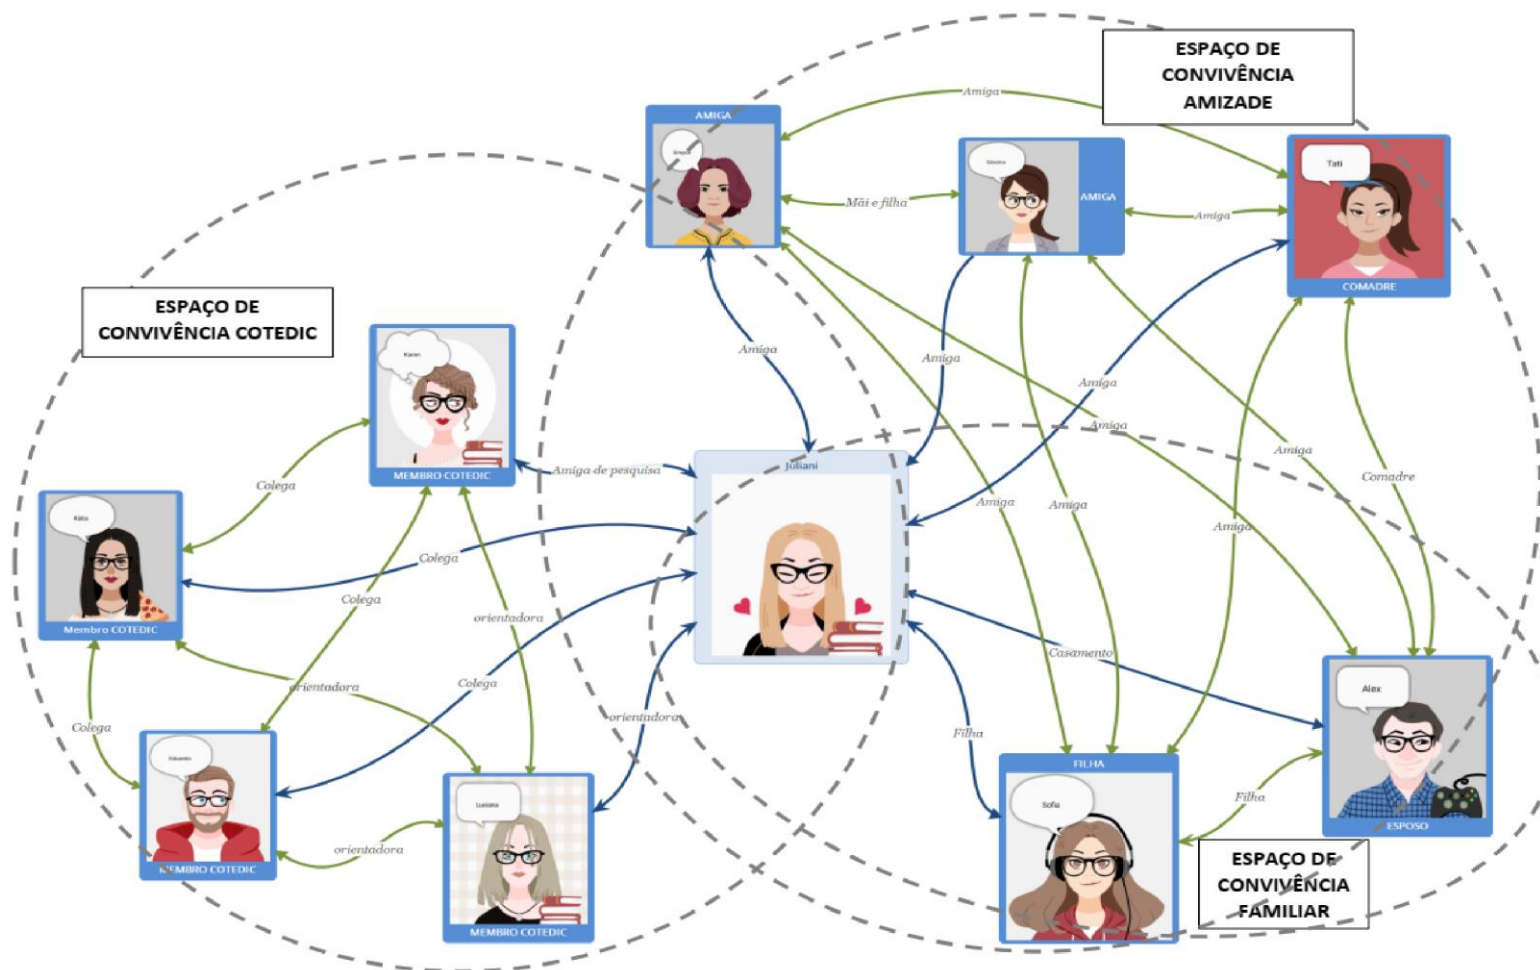 ESPAÇO DE
CONVIVÊNCIA
AMIZADE
Amiga
AMIGA
Mãi e filha
AMIGA
Amiga
Tati
COMADRE
ESPAÇO DE
CONVIVÊNCIA COTEDIC
Karen
MEMBRO COTEDIC
Amiga
Amiga
Amiga
Amiga
Amiga
Comadre
Colega
Amiga de pesquisa
Juliani
Amiga
Amiga
Amiga
Kátia
Membro COTEDIC
Colega
Colega
orientadora
orientadora
Colega
Casamento
Alex
ESPOSO
Colega
orientadora
Filha
Eduardo
MEMBRO COTEDIC
orientadora
Luciana
MEMBRO COTEDIC
FILHA
Sofia
Filha
ESPAÇO DE
CONVIVÊNCIA
FAMILIAR